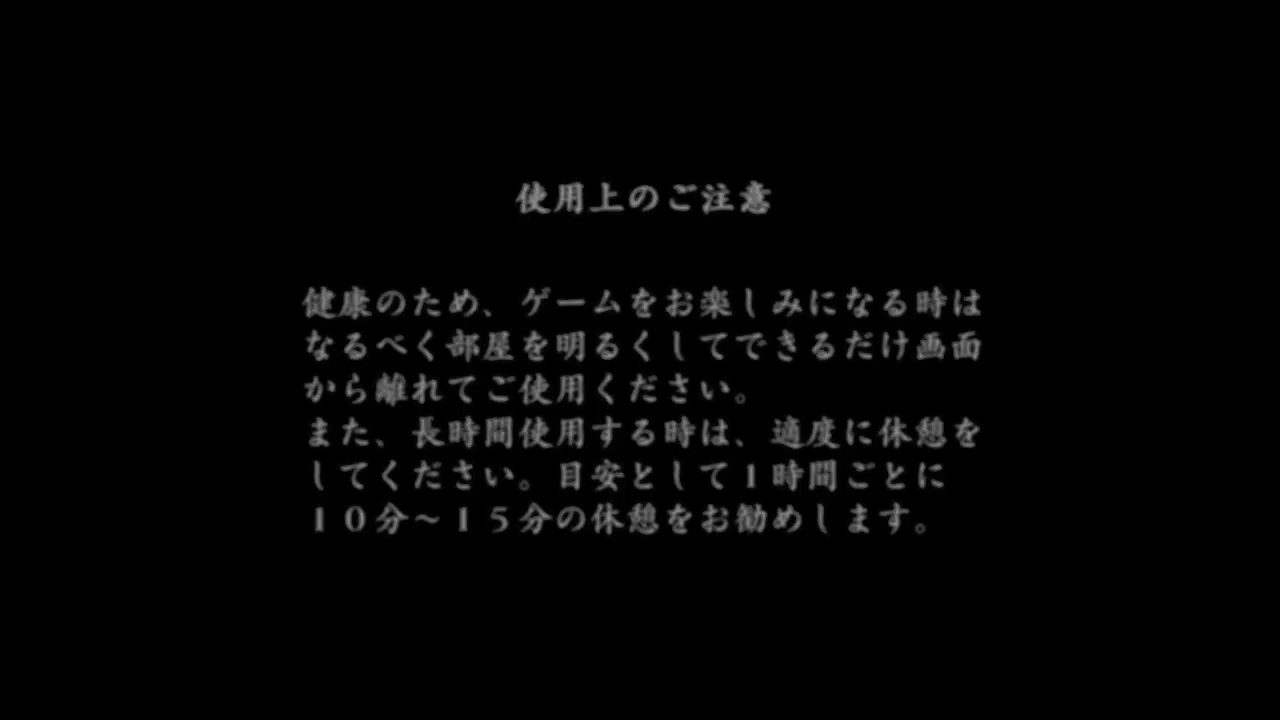 使用上のご注意
健康のため、ゲームをお楽しみになる時は
なるべく部屋を明るくしてできるだけ画面
から離れてご使用ください。
また、長時間使用する時は、適度に休憩を
してください。目安として１時間ごとに
１０分～１５分の休憩をお勧めします。